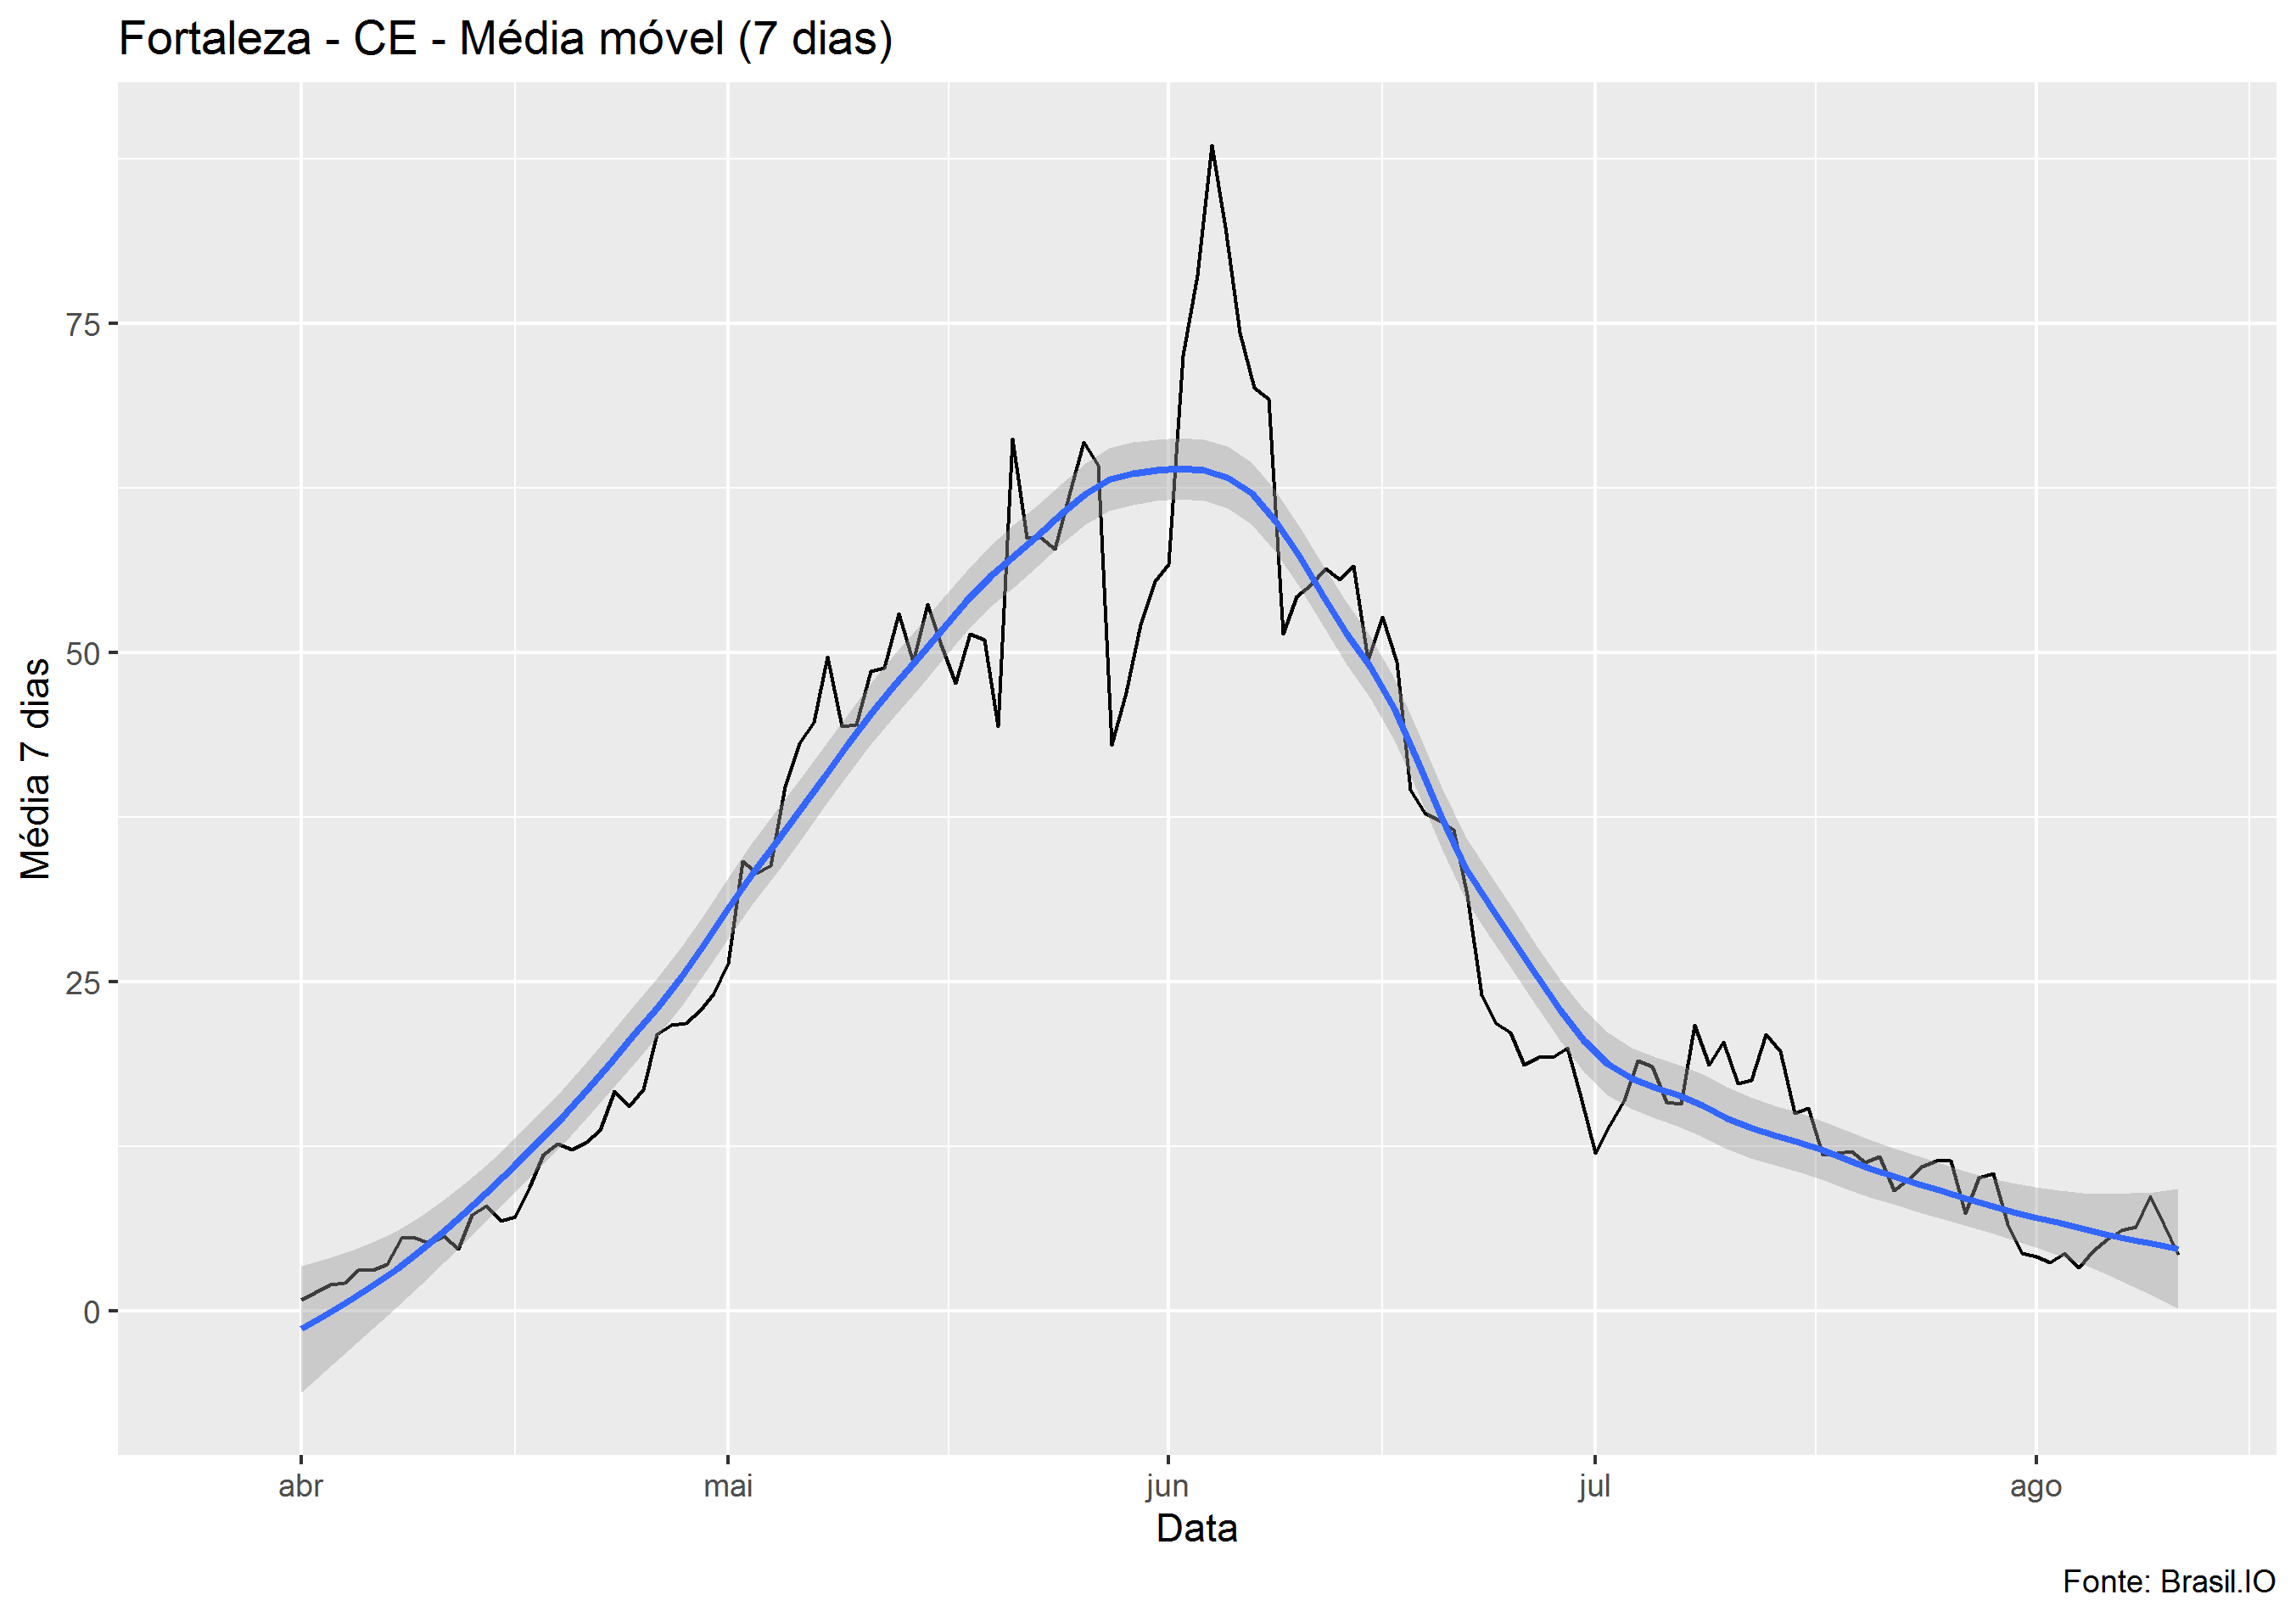 Fortaleza - CE - Média móvel (7 dias)
Média 7 dias
75
50
25
0
abr mai jun jul ago
Data
Fonte: Brasil.IO